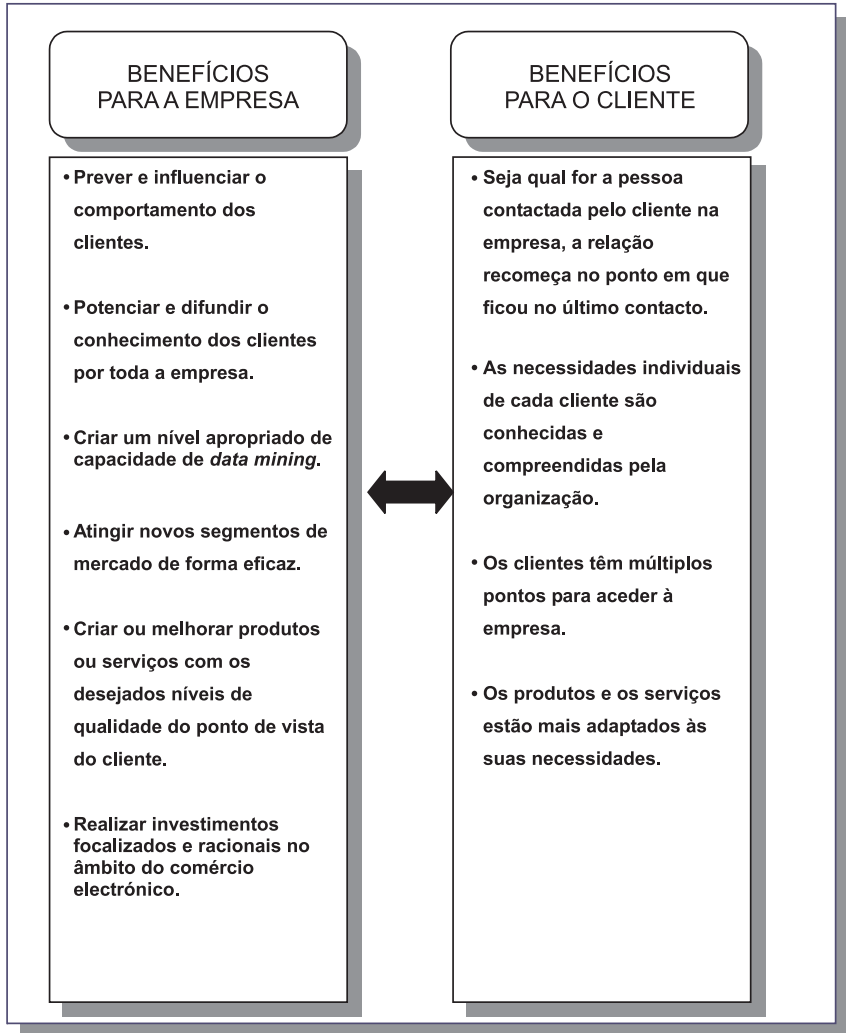 BENEFÍCIOS
PARA A EMPRESA
• Prever e influenciar o
comportamento dos
clientes.
• Potenciar e difundir o
conhecimento dos clientes
por toda a empresa.
• Criar um nível apropriado de
capacidade de data mining.
• Atingir novos segmentos de
mercado de forma eficaz.
• Criar ou melhorar produtos
ou serviços com os
desejados níveis de
qualidade do ponto de vista
do cliente.
• Realizar investimentos
focalizados e racionais no
âmbito do comércio
electrónico.
BENEFÍCIOS
PARA O CLIENTE
• Seja qual for a pessoa
contactada pelo cliente na
empresa, a relação
recomeça no ponto em que
ficou no último contacto.
• As necessidades individuais
de cada cliente são
conhecidas e
compreendidas pela
organização.
• Os clientes têm múltiplos
pontos para aceder à
empresa.
• Os produtos e os serviços
estão mais adaptados às
suas necessidades.